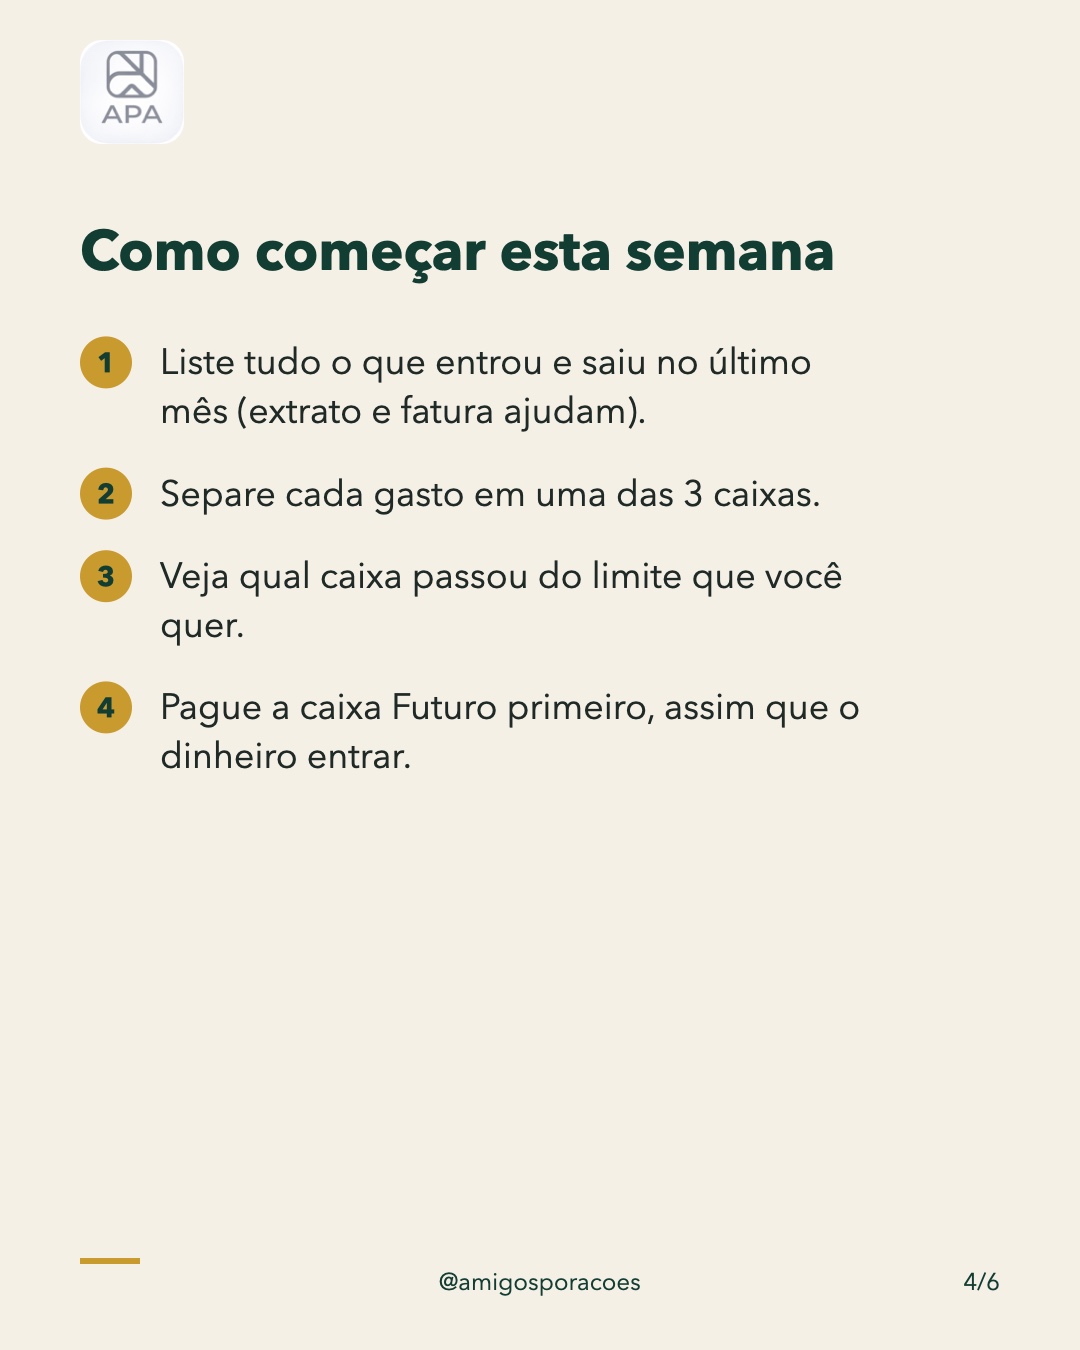 APA
Como começar esta semana
1 Liste tudo o que entrou e saiu no último
mês (extrato e fatura ajudam).
2 Separe cada gasto em uma das 3 caixas.
3 Veja qual caixa passou do limite que você
quer.
4 Pague a caixa Futuro primeiro, assim que o
dinheiro entrar.
@amigosporacoes 4/6